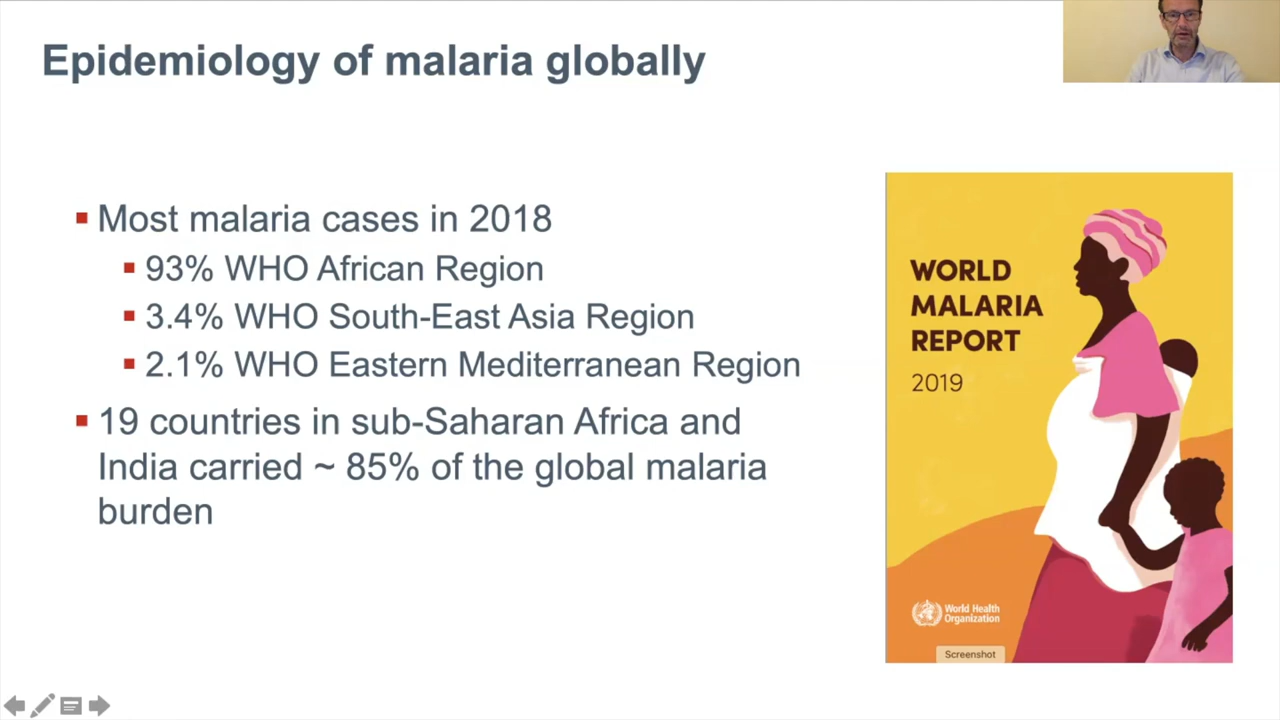 Epidemiology of malaria globally
Most malaria cases in 2018
93% WHO African Region
3.4% WHO South-East Asia Region
2.1% WHO Eastern Mediterranean Region
19 countries in sub-Saharan Africa and
India carried ~ 85% of the global malaria
burden
WORLD
MALARIA
REPORT
2019
World Health
Organization
Screenshot